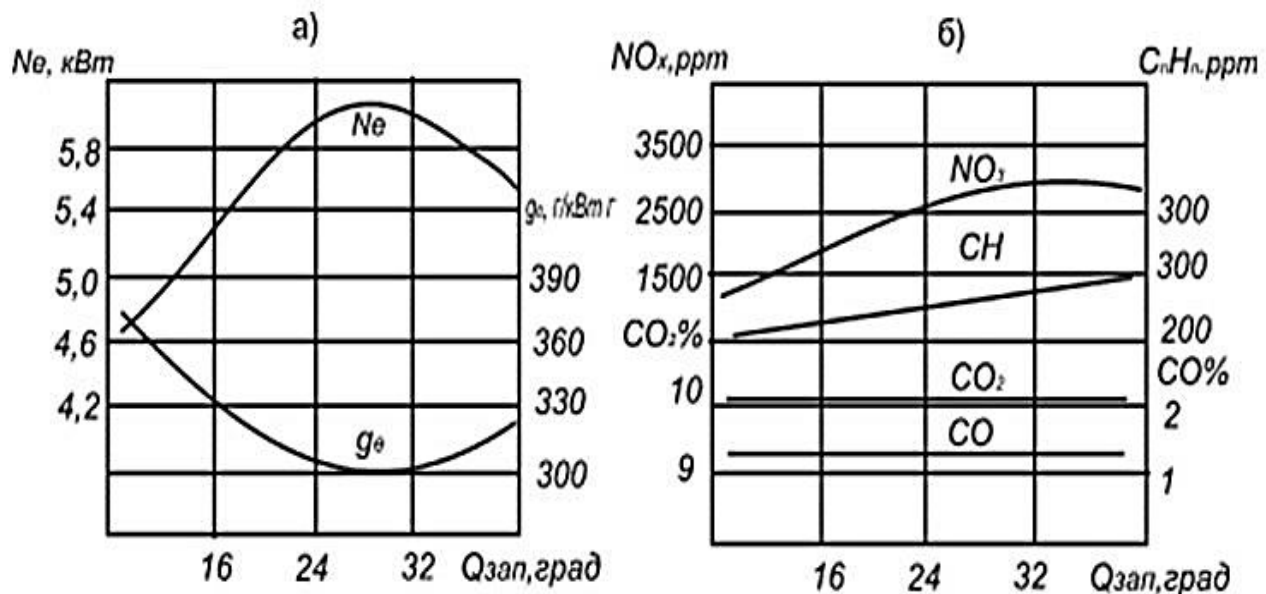 а)
Ne, кВт
5,8
5,4
5,0
4,6
4,2
Ne
gе
gе, г/кВт г
390
360
330
300
16 24 32 Qзап, град
б)
NOx, ppm
CnHn, ppm
3500
2500
1500
CO₂%
10
9
NO₃
CH
CO₂
CO
300
300
200
CO%
2
1
16 24 32 Qзап, град